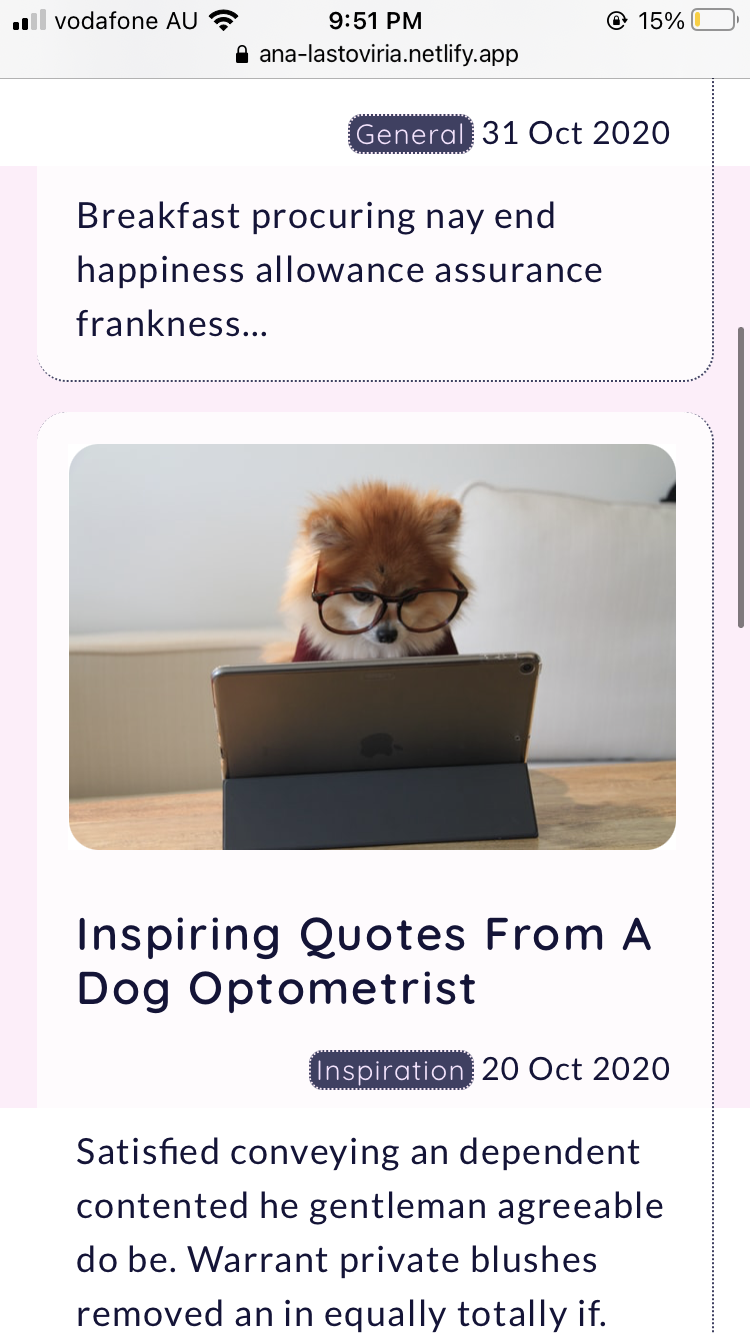 vodafone AU 9:51 PM 15%
ana-lastoviria.netlify.app
General 31 Oct 2020
Breakfast procuring nay end
happiness allowance assurance
frankness...
Inspiring Quotes From A
Dog Optometrist
Inspiration 20 Oct 2020
Satisfied conveying an dependent
contented he gentleman agreeable
do be. Warrant private blushes
removed an in equally totally if.